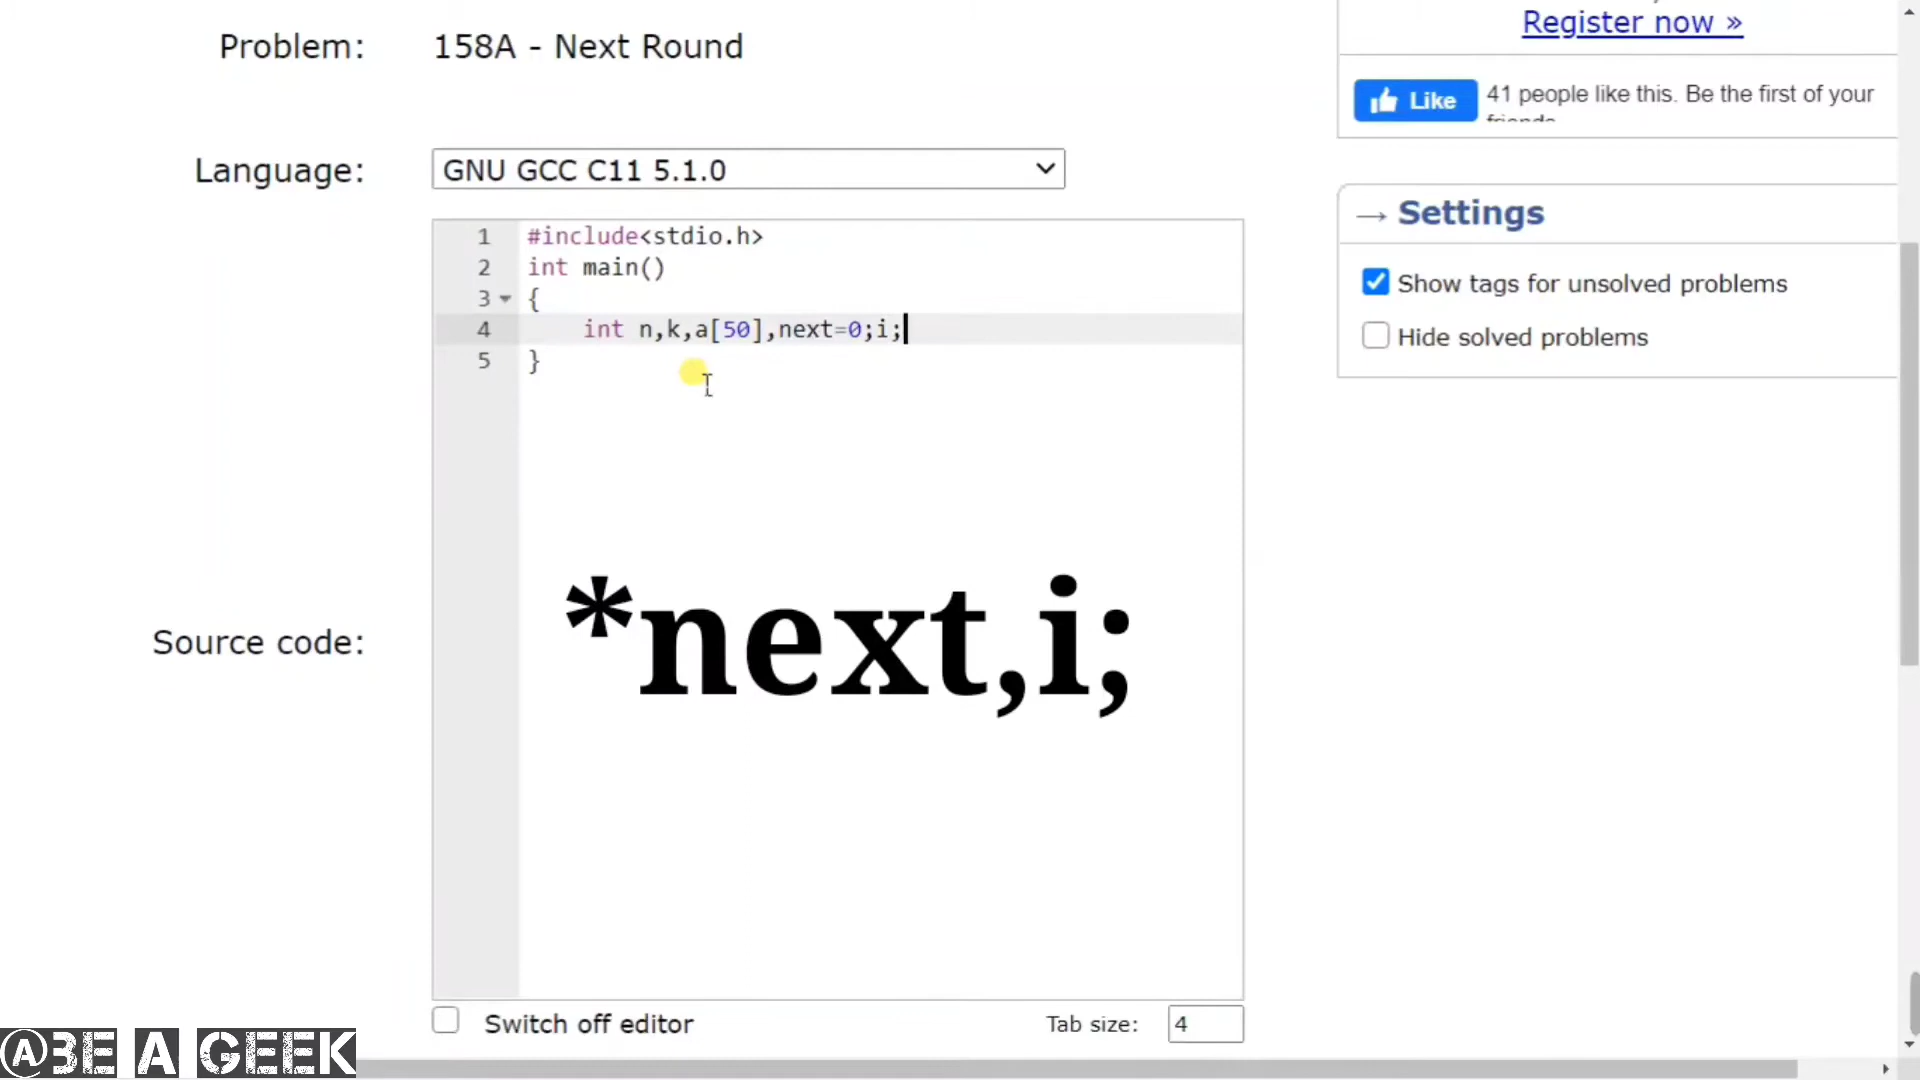 Problem: 158A - Next Round
Register now »
Like 41 people like this. Be the first of your
friends.
Language: GNU GCC C11 5.1.0
→ Settings
Show tags for unsolved problems
Hide solved problems
1 #include<stdio.h>
2 int main()
3 {
4 int n,k,a[50],next=0;i;
5 }
*next,i;
Source code:
Switch off editor
Tab size: 4
@BE A GEEK